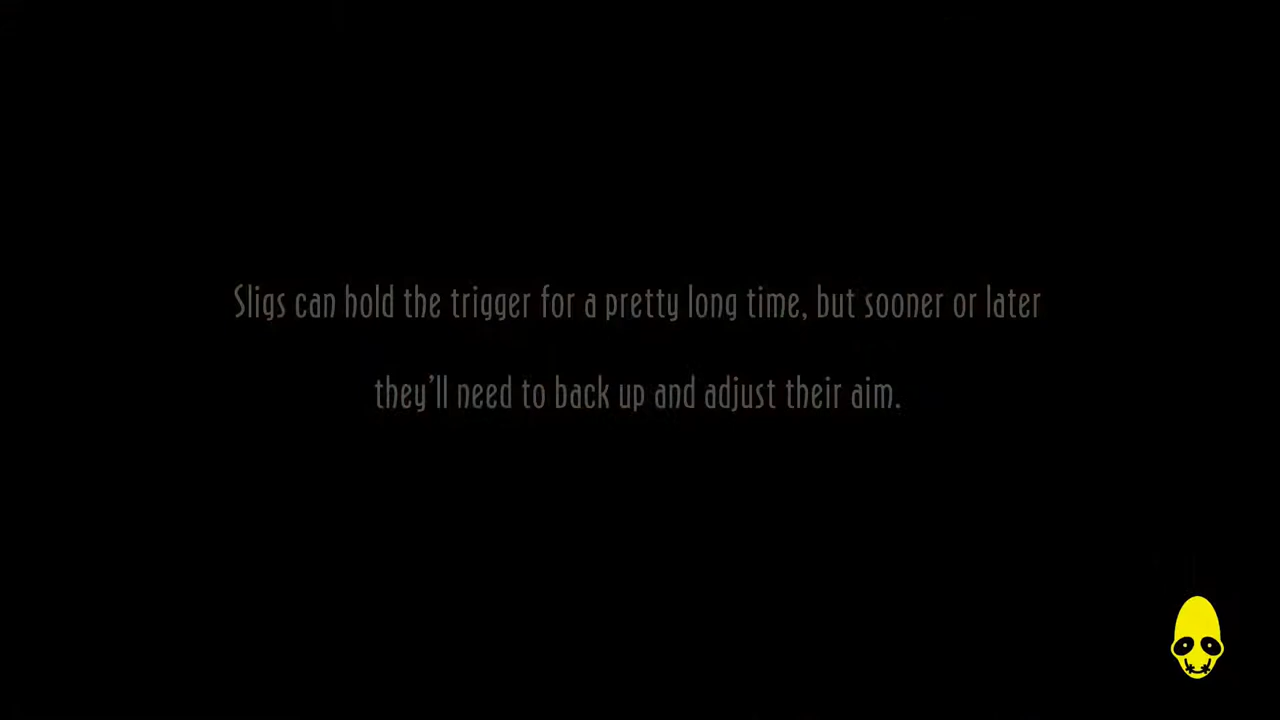 Sligs can hold the trigger for a pretty long time, but sooner or later
they'll need to back up and adjust their aim.